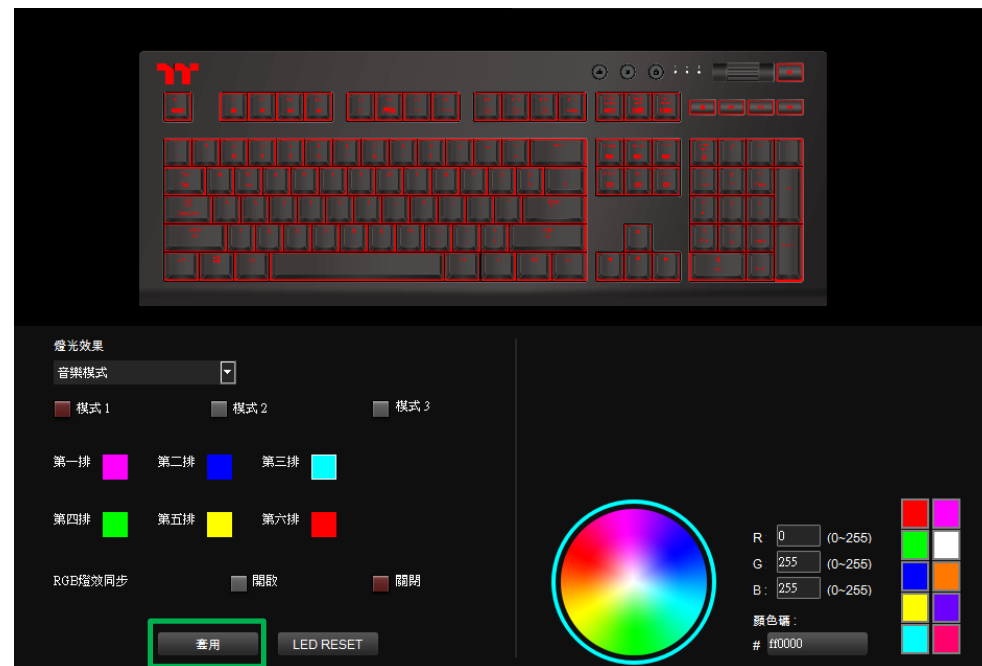 燈光效果
音樂模式
模式 1 模式 2 模式 3
第一排 第二排 第三排
第四排 第五排 第六排
RGB燈效同步 開啟 關閉
套用 LED RESET
R 0 (0~255)
G 255 (0~255)
B : 255 (0~255)
顏色碼 :
# ff0000